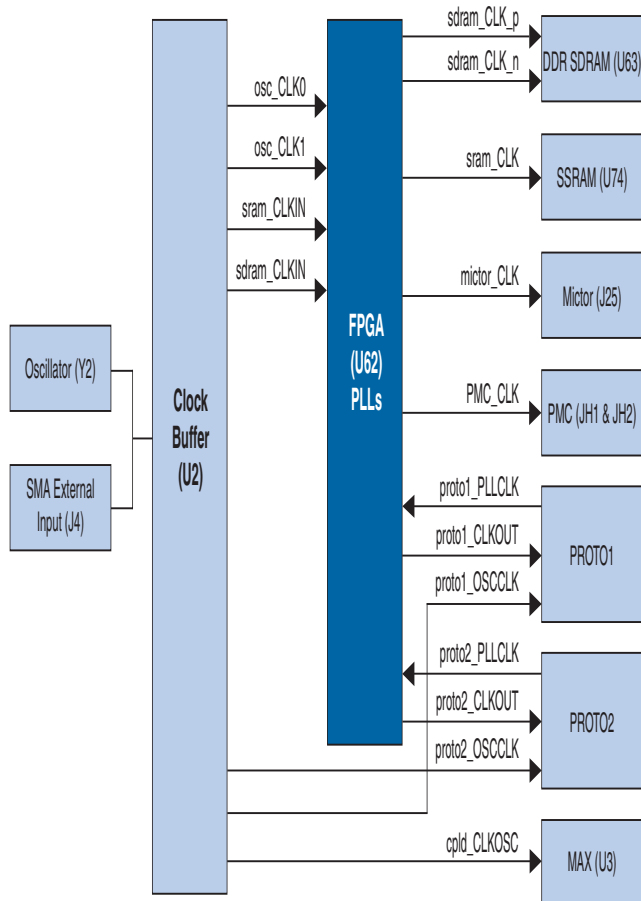 sdram_CLK_p
sdram_CLK_n
DDR SDRAM (U63)
osc_CLK0
osc_CLK1
sram_CLK
SSRAM (U74)
sram_CLKIN
sdram_CLKIN
mictor_CLK
Mictor (J25)
Oscillator (Y2)
Clock
Buffer
(U2)
FPGA
(U62)
PLLs
PMC_CLK
PMC (JH1 & JH2)
SMA External
Input (J4)
proto1_PLLCLK
proto1_CLKOUT
proto1_OSCCLK
PROTO1
proto2_PLLCLK
proto2_CLKOUT
proto2_OSCCLK
PROTO2
cpld_CLKOSC
MAX (U3)